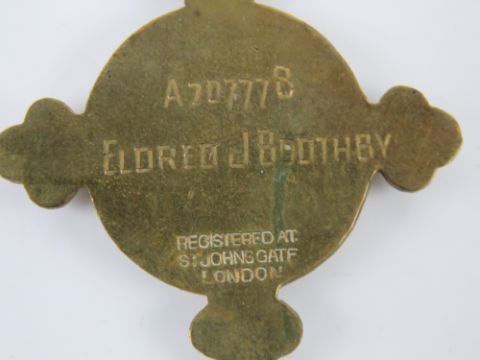 A707778
ELDRED J BOOTHBY
REGISTERED AT.
ST JOHNS GATE
LONDON